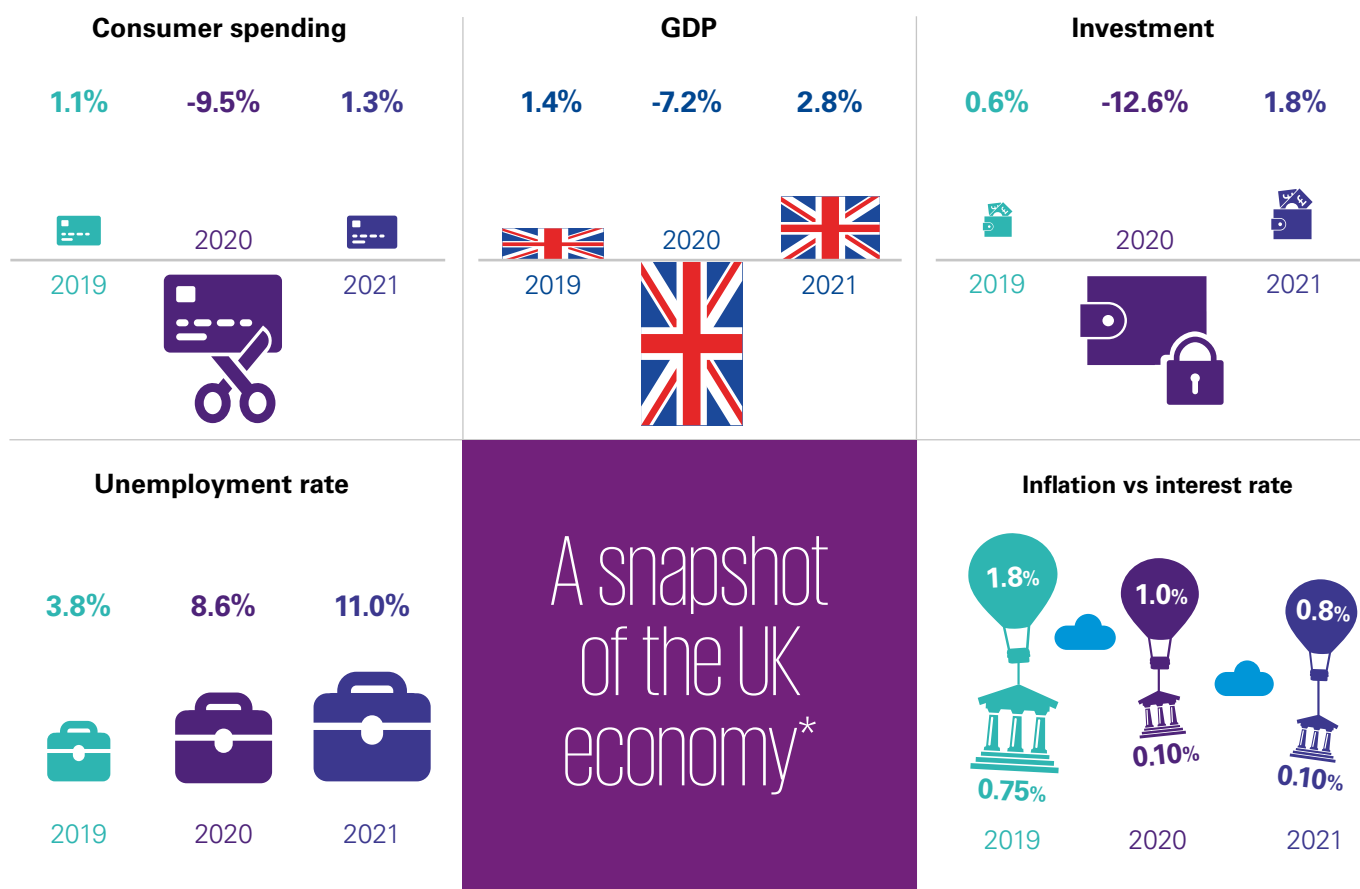 Consumer spending
1.1% -9.5% 1.3%
2020
2019 2021
GDP
1.4% -7.2% 2.8%
2020
2019 2021
Investment
0.6% -12.6% 1.8%
££
2020
2019 2021
Unemployment rate
3.8% 8.6% 11.0%
2019 2020 2021
A snapshot
of the UK
economy*
Inflation vs interest rate
1.8% 1.0% 0.8%
0.75% 0.10% 0.10%
2019 2020 2021